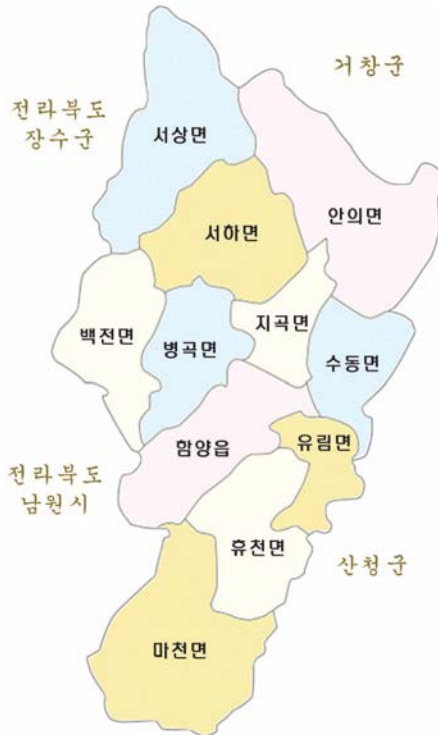 거창군
전라북도
장수군
서상면
안의면
서하면
지곡면
백전면
병곡면
수동면
함양읍
유림면
전라북도
남원시
휴천면
산청군
마천면